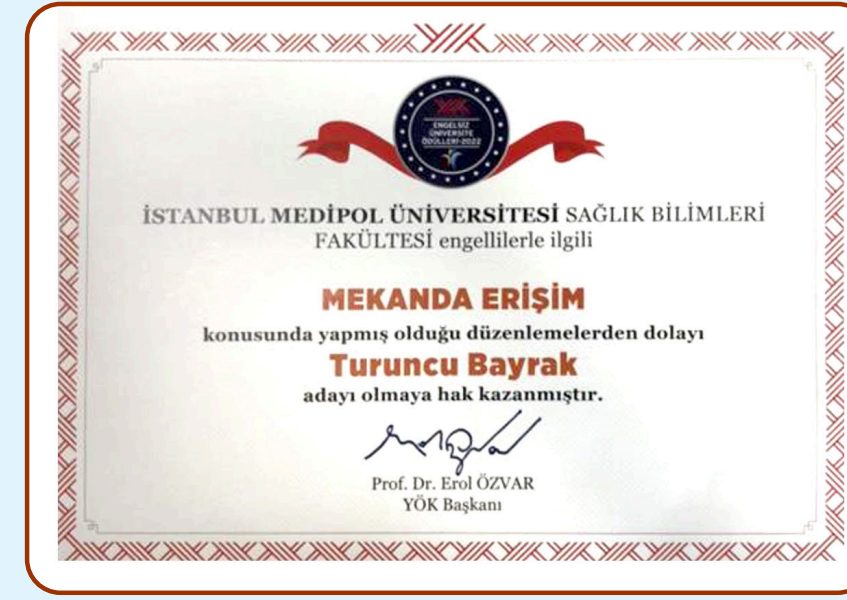 YÖK
YÖK
ENGELSİZ
ÜNİVERSİTE
ÖDÜLLERİ-2022
İSTANBUL MEDİPOL ÜNİVERSİTESİ SAĞLIK BİLİMLERİ
FAKÜLTESİ engellilerle ilgili
MEKANDA ERİŞİM
konusunda yapmış olduğu düzenlemelerden dolayı
Turuncu Bayrak
adayı olmaya hak kazanmıştır.
Prof. Dr. Erol ÖZVAR
YÖK Başkanı